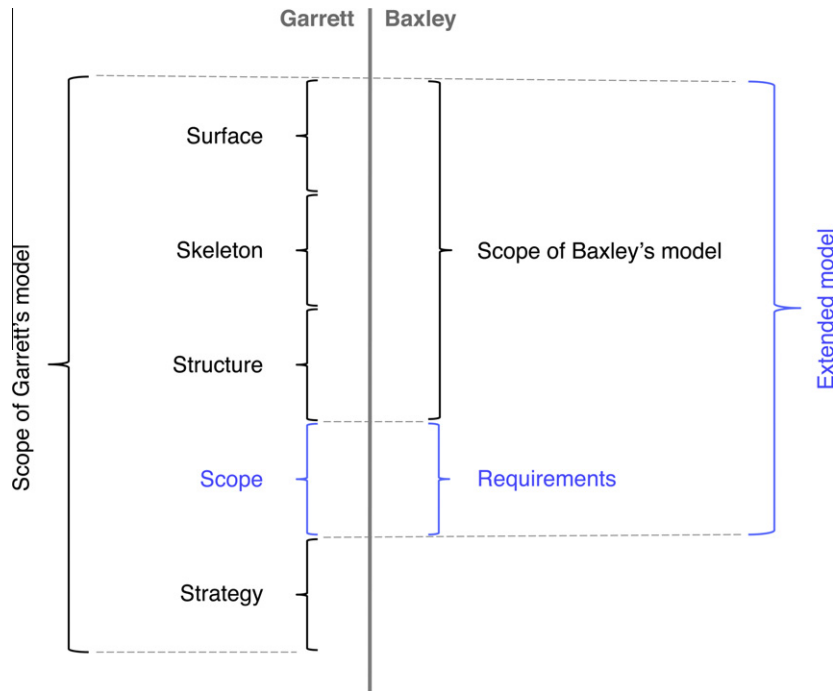 Garrett
Baxley
Surface
Skeleton
Scope of Baxley's model
Structure
Scope of Garrett's model
Extended model
Scope
Requirements
Strategy